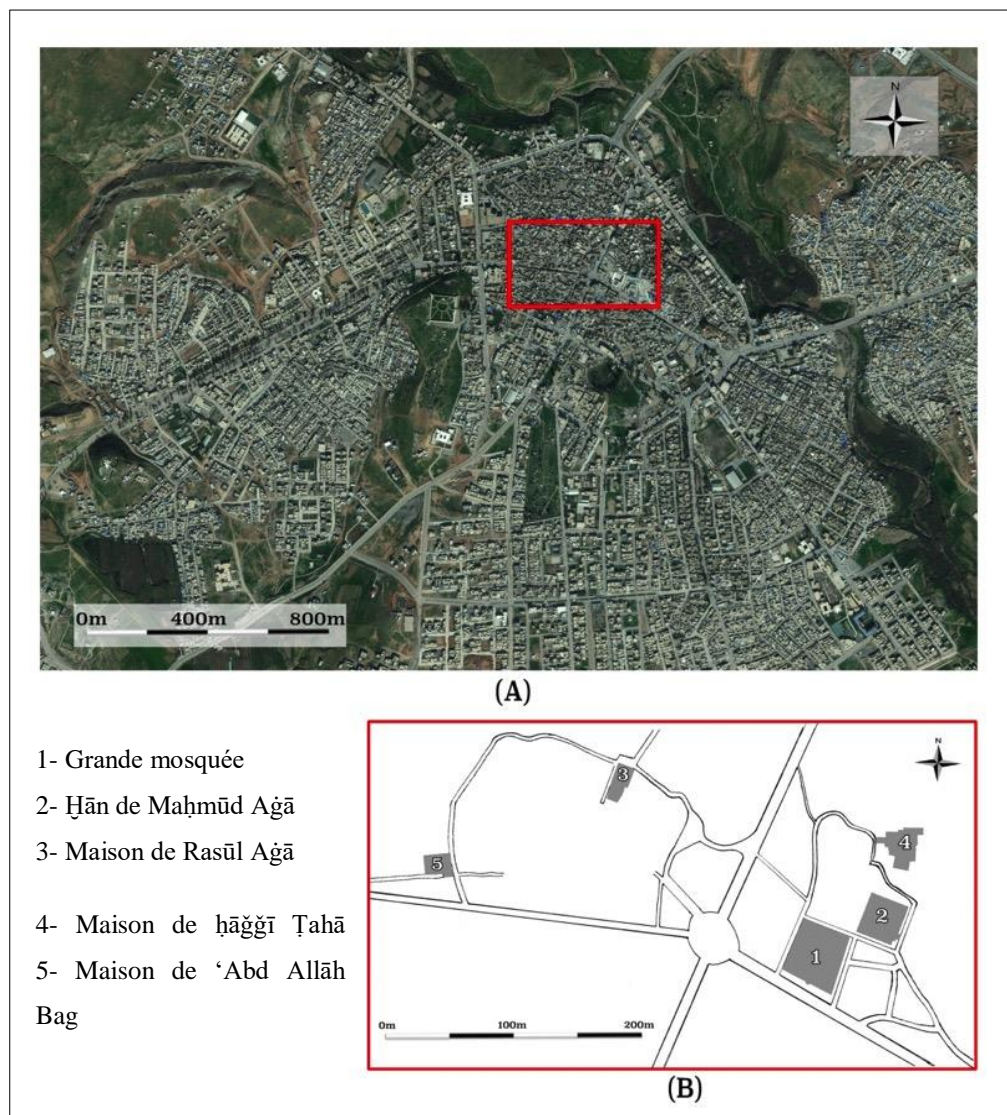 N
0m 400m 800m
(A)
1- Grande mosquée
2- Ḫān de Maḥmūd Aġā
3- Maison de Rasūl Aġā
4- Maison de ḥāǧǧī Ṭahā
5- Maison de ‘Abd Allāh
Bag
N
3
4
5
2
1
0m 100m 200m
(B)